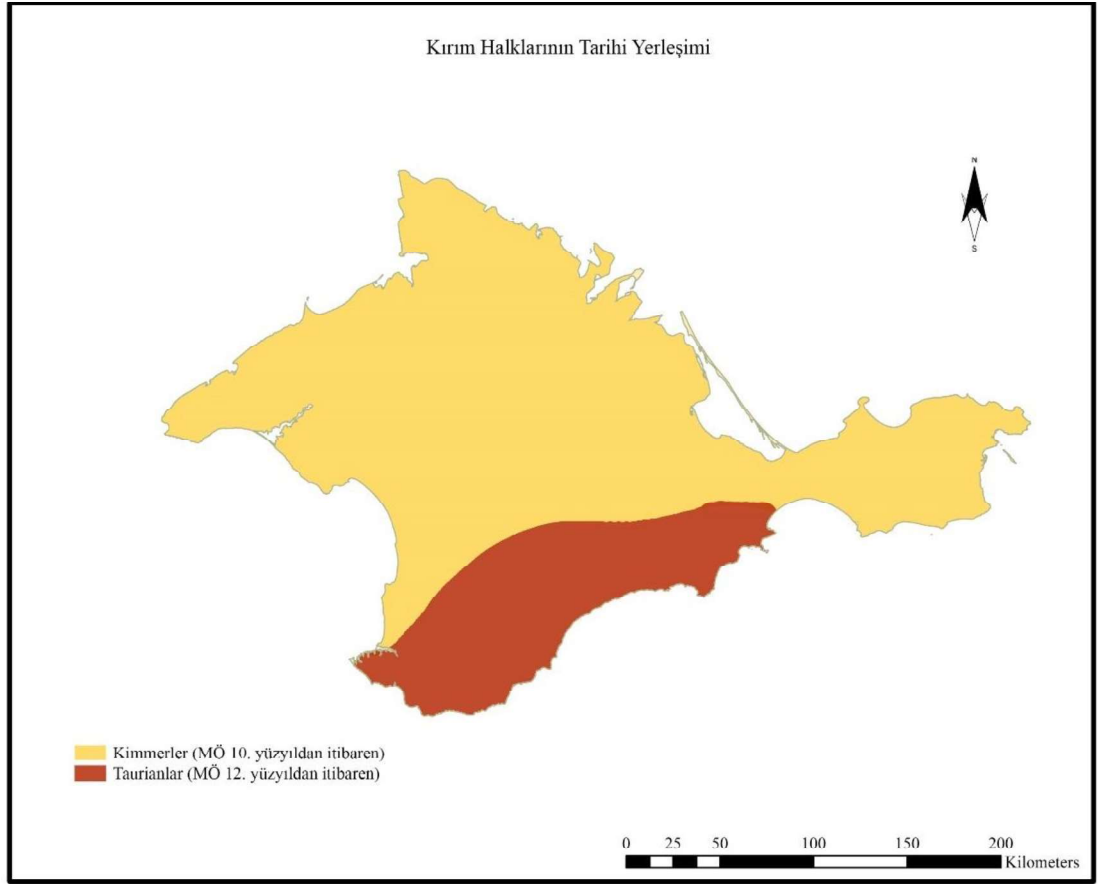 Kırım Halklarının Tarihi Yerleşimi
N
S
Kimmerler (MÖ 10. yüzyıldan itibaren)
Taurianlar (MÖ 12. yüzyıldan itibaren)
0 25 50 100 150 200
Kilometers